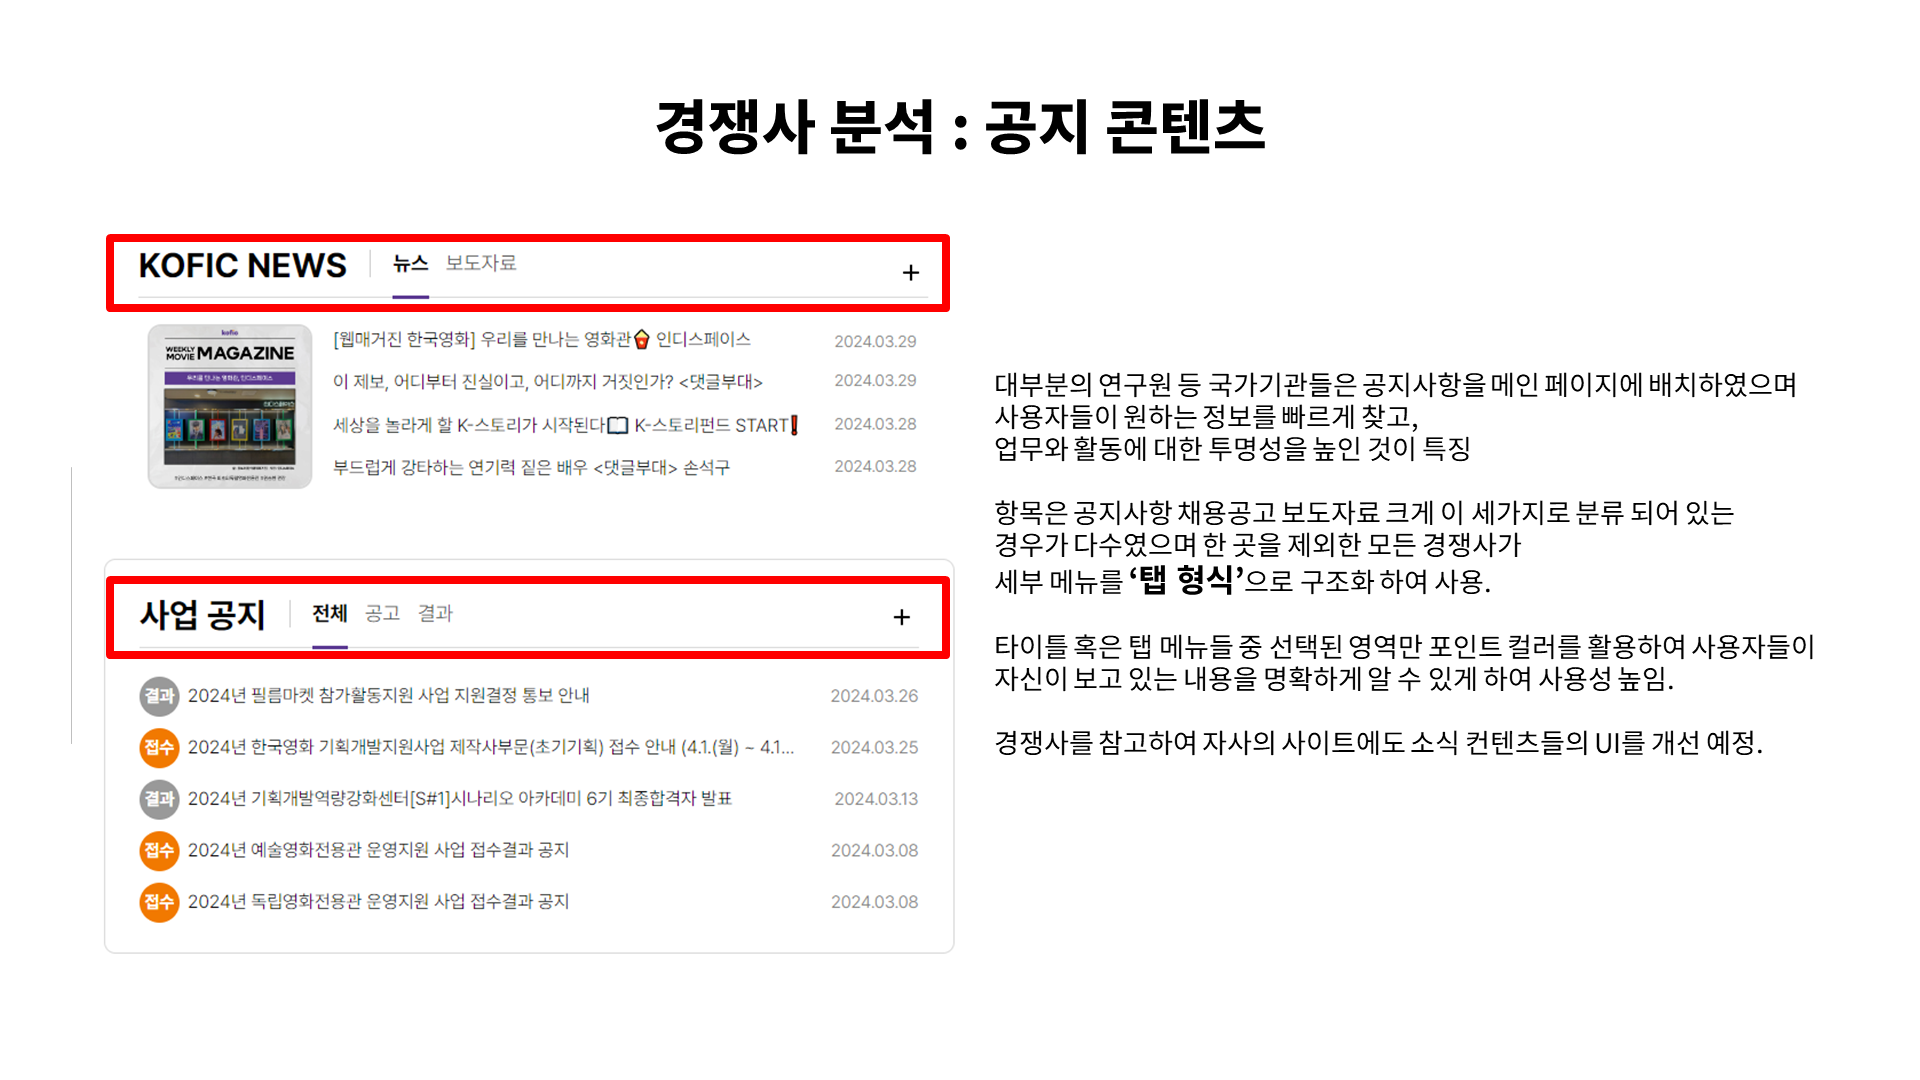 경쟁사 분석 : 공지 콘텐츠
KOFIC NEWS 뉴스 보도자료 +
kofic
WEEKLY MOVIE MAGAZINE
우리를 만나는 영화관, 인디스페이스
[웹매거진 한국영화] 우리를 만나는 영화관🍿 인디스페이스 2024.03.29
이 제보, 어디부터 진실이고, 어디까지 거짓인가? <댓글부대> 2024.03.29
세상을 놀라게 할 K-스토리가 시작된다📖 K-스토리펀드 START❗ 2024.03.28
부드럽게 강타하는 연기력 짙은 배우 <댓글부대> 손석구 2024.03.28
사업 공지 전체 공고 결과 +
결과 2024년 필름마켓 참가활동지원 사업 지원결정 통보 안내 2024.03.26
접수 2024년 한국영화 기획개발지원사업 제작사부문(초기기획) 접수 안내 (4.1.(월) ~ 4.1... 2024.03.25
결과 2024년 기획개발역량강화센터[S#1]시나리오 아카데미 6기 최종합격자 발표 2024.03.13
접수 2024년 예술영화전용관 운영지원 사업 접수결과 공지 2024.03.08
접수 2024년 독립영화전용관 운영지원 사업 접수결과 공지 2024.03.08
대부분의 연구원 등 국가기관들은 공지사항을 메인 페이지에 배치하였으며
사용자들이 원하는 정보를 빠르게 찾고,
업무와 활동에 대한 투명성을 높인 것이 특징
항목은 공지사항 채용공고 보도자료 크게 이 세가지로 분류 되어 있는
경우가 다수였으며 한 곳을 제외한 모든 경쟁사가
세부 메뉴를 ‘탭 형식’으로 구조화 하여 사용.
타이틀 혹은 탭 메뉴들 중 선택된 영역만 포인트 컬러를 활용하여 사용자들이
자신이 보고 있는 내용을 명확하게 알 수 있게 하여 사용성 높임.
경쟁사를 참고하여 자사의 사이트에도 소식 컨텐츠들의 UI를 개선 예정.